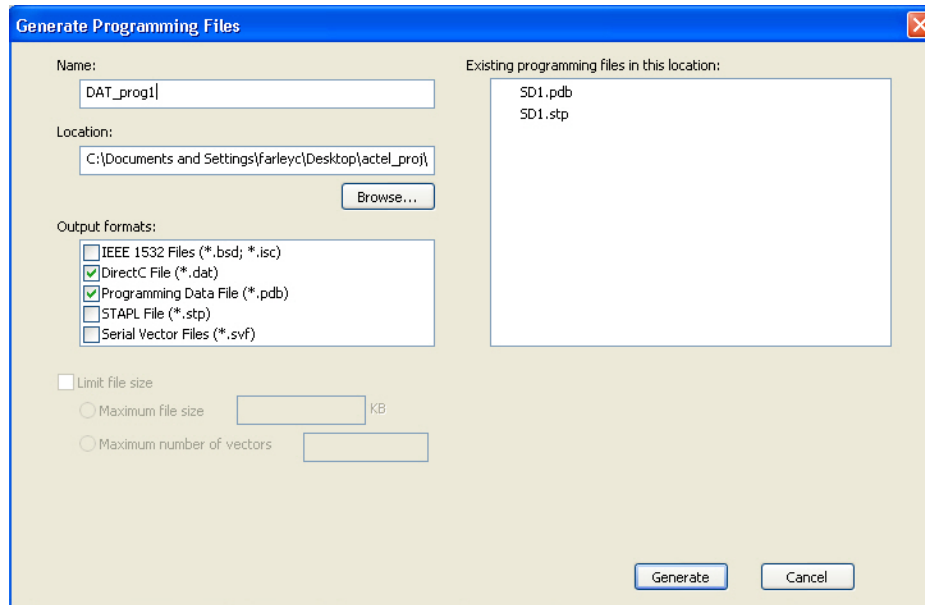 Generate Programming Files
Name:
DAT_prog1
Location:
C:\Documents and Settings\farleyc\Desktop\actel_proj\
Browse...
Output formats:
IEEE 1532 Files (*.bsd; *.isc)
DirectC File (*.dat)
Programming Data File (*.pdb)
STAPL File (*.stp)
Serial Vector Files (*.svf)
Limit file size
Maximum file size
KB
Maximum number of vectors
Existing programming files in this location:
SD1.pdb
SD1.stp
Generate
Cancel